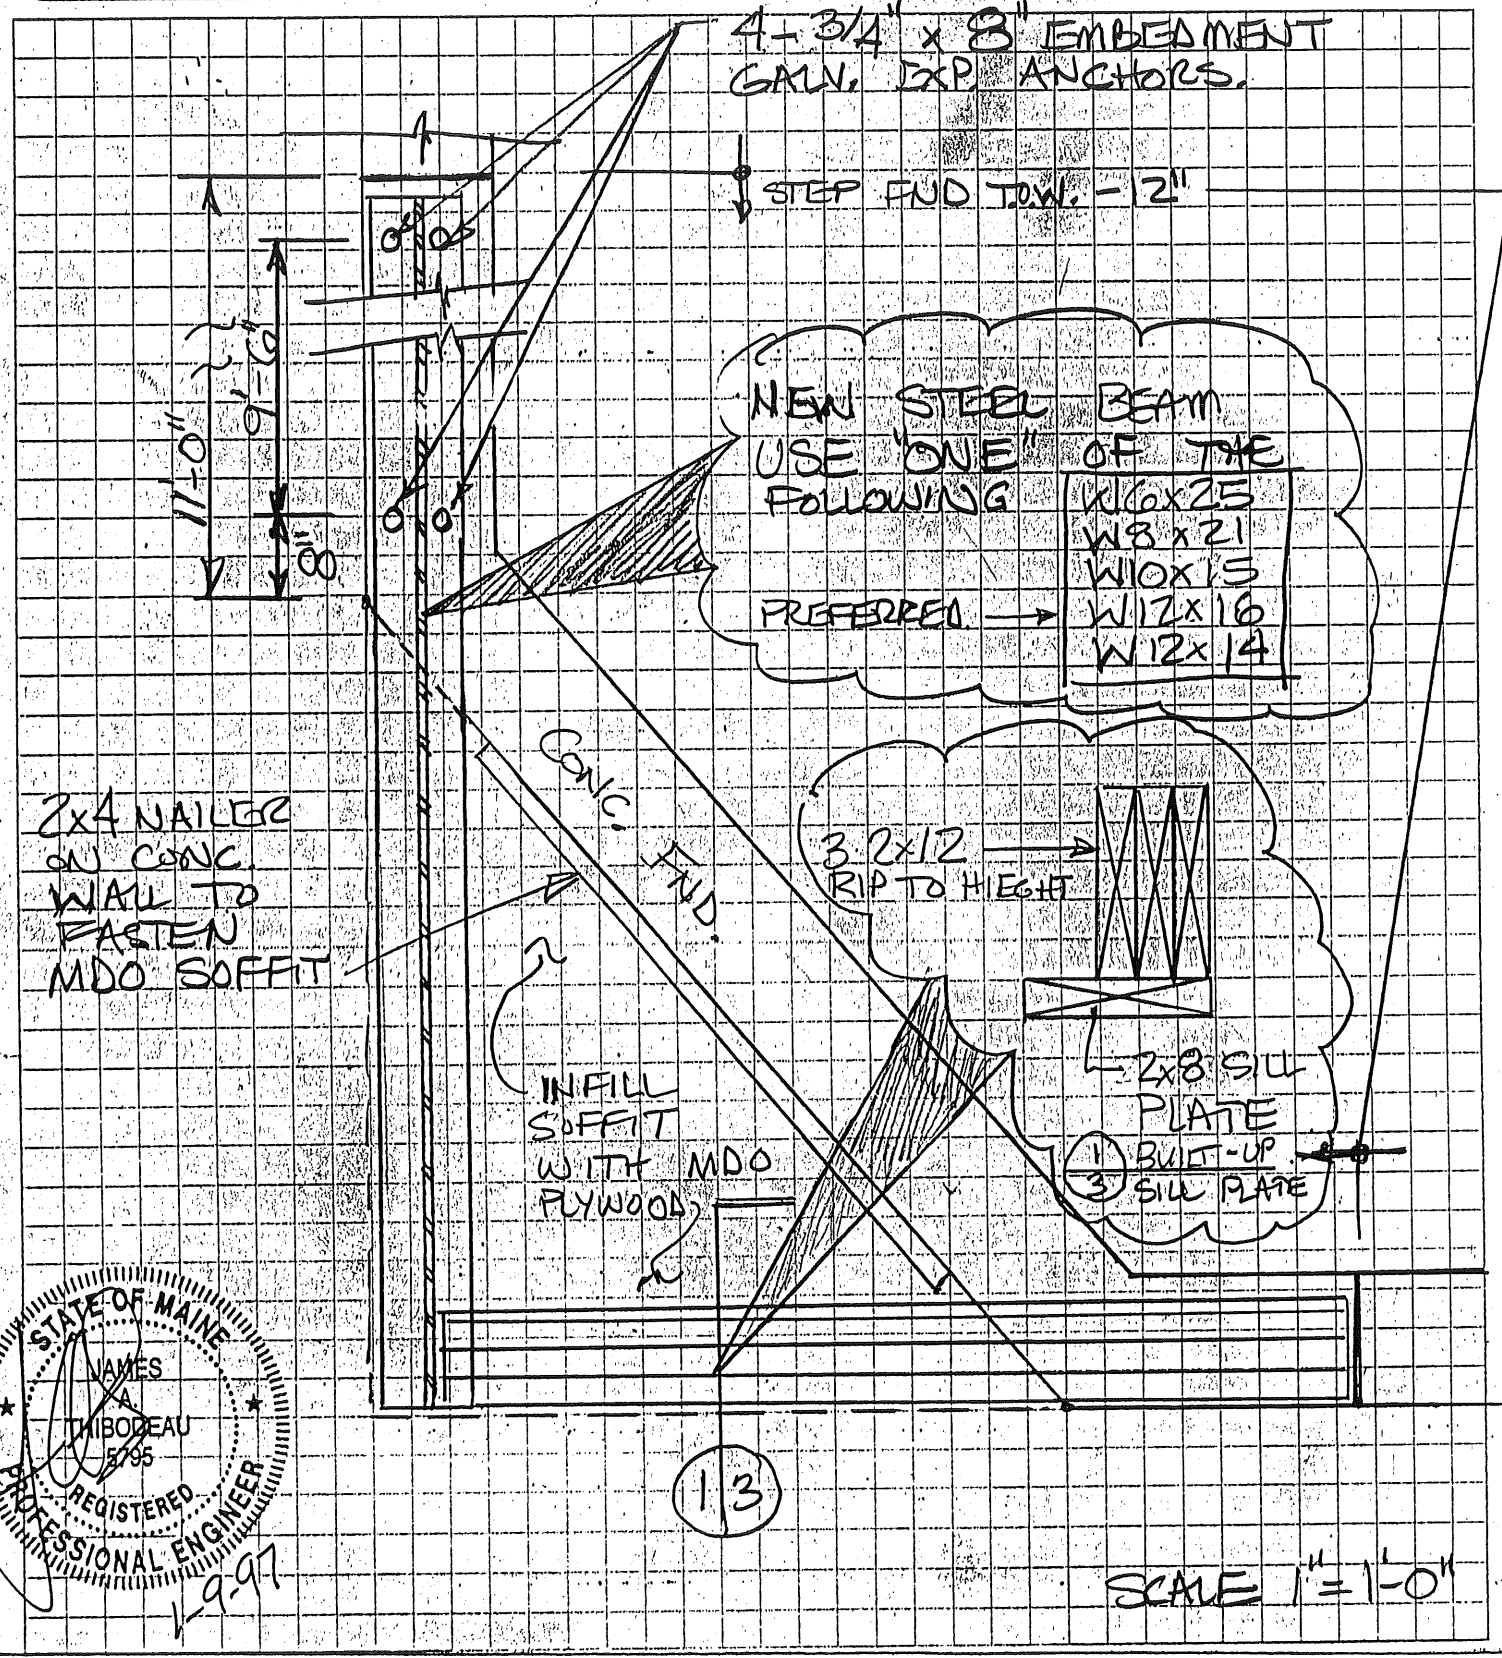 4- 3/4" x 8" EMBEDMENT
GALV. EXP. ANCHORS.
STEP FND T.O.W. - 12"
11'-0"
9'-6"
8"
NEW STEEL BEAM
USE "ONE" OF THE
FOLLOWING
W6x25
W8x21
W10x15
PREFERRED → W12x16
W12x14
CONC. FND.
2x4 NAILER
ON CONC.
WALL TO
FASTEN
MDO SOFFIT
3 2x12
RIP TO HIEGHT
2x8 SILL
PLATE
1
3
BUILT-UP
SILL PLATE
INFILL
SOFFIT
WITH MDO
PLYWOOD
1 3
STATE OF MAINE
JAMES
A
THIBODEAU
5795
REGISTERED
PROFESSIONAL ENGINEER
1-9-97
SCALE 1" = 1'-0"